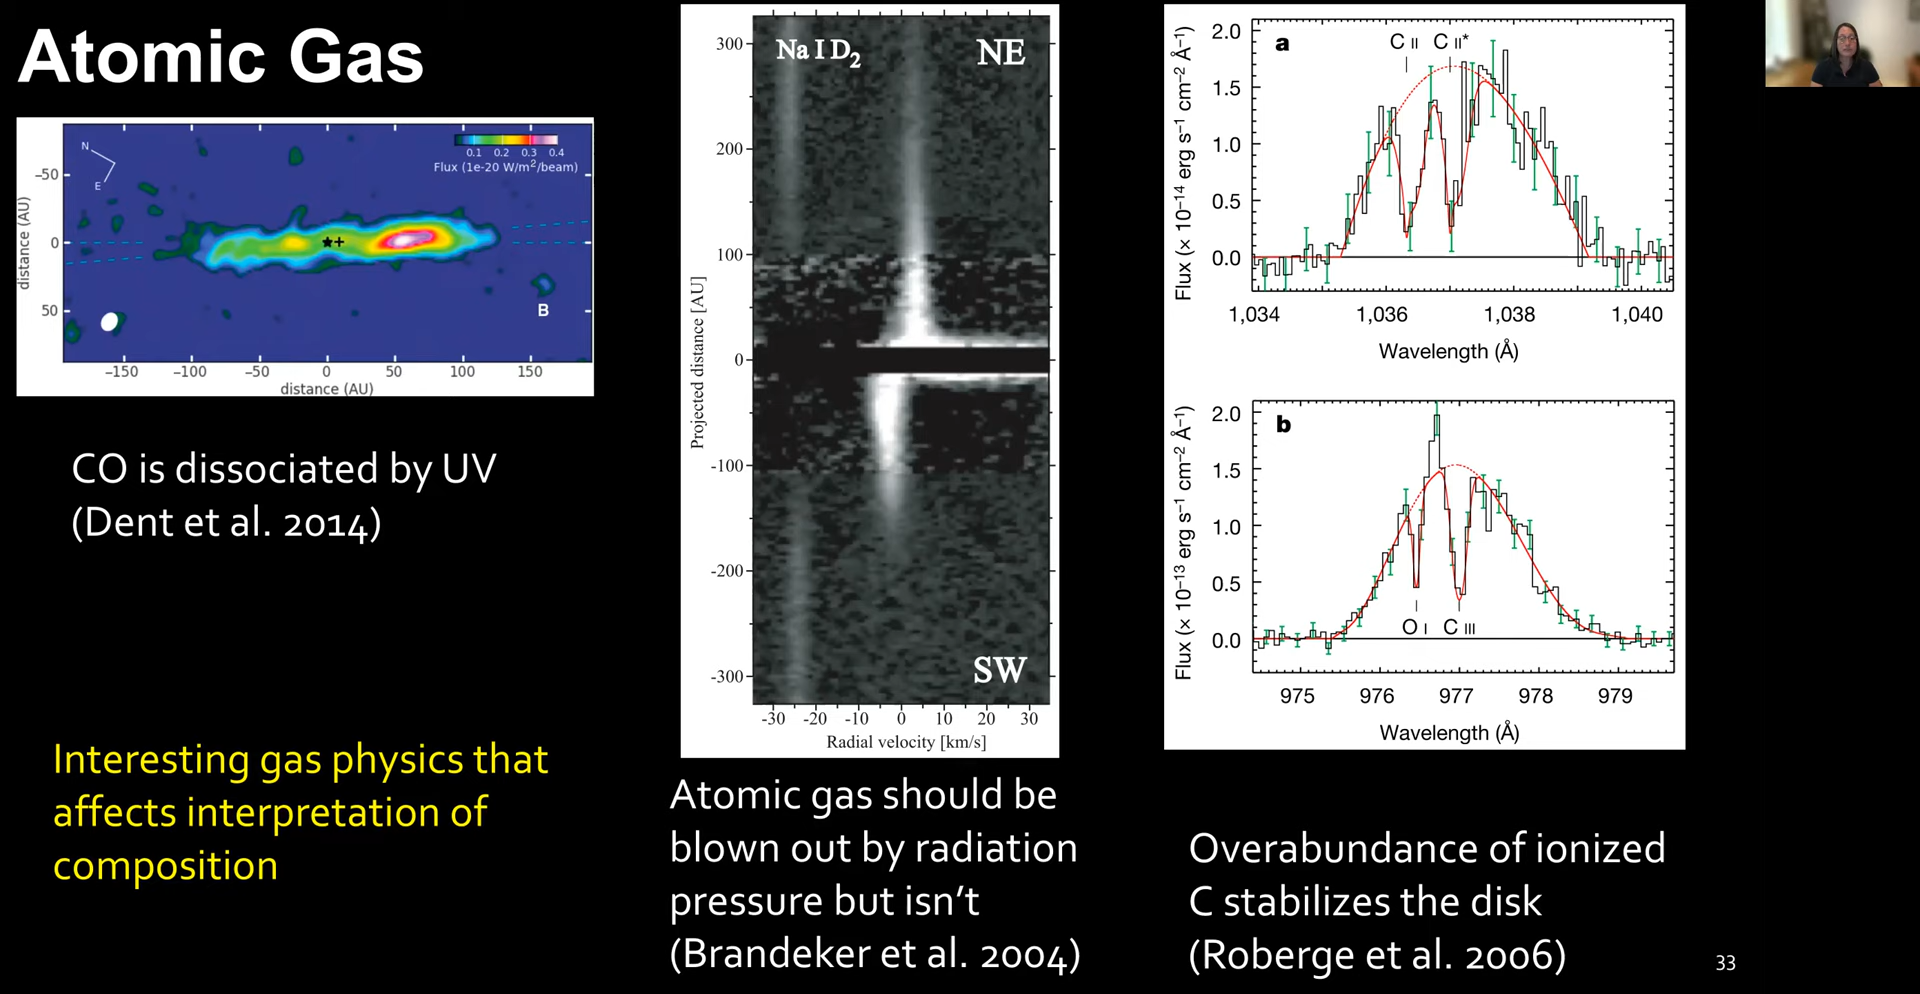 Atomic Gas
N
E
0.1 0.2 0.3 0.4
Flux (1e-20 W/m²/beam)
distance (AU)
−50
0
50
B
−150 −100 −50 0 50 100 150
distance (AU)
CO is dissociated by UV
(Dent et al. 2014)
Interesting gas physics that
affects interpretation of
composition
Na I D₂
NE
SW
Projected distance [AU]
300
200
100
0
-100
-200
-300
-30 -20 -10 0 10 20 30
Radial velocity [km/s]
Atomic gas should be
blown out by radiation
pressure but isn’t
(Brandeker et al. 2004)
a
C II C II*
Flux (× 10⁻¹⁴ erg s⁻¹ cm⁻² Å⁻¹)
2.0
1.5
1.0
0.5
0.0
1,034 1,036 1,038 1,040
Wavelength (Å)
b
O I C III
Flux (× 10⁻¹³ erg s⁻¹ cm⁻² Å⁻¹)
2.0
1.5
1.0
0.5
0.0
975 976 977 978 979
Wavelength (Å)
Overabundance of ionized
C stabilizes the disk
(Roberge et al. 2006)
33